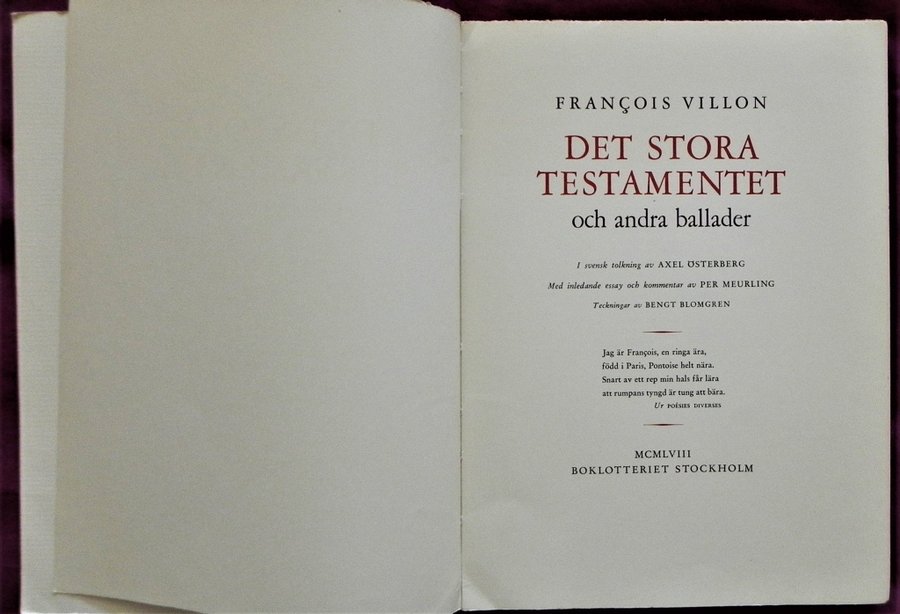 FRANÇOIS VILLON
DET STORA
TESTAMENTET
och andra ballader
I svensk tolkning av AXEL ÖSTERBERG
Med inledande essay och kommentar av PER MEURLING
Teckningar av BENGT BLOMGREN
Jag är François, en ringa ära,
född i Paris, Pontoise helt nära.
Snart av ett rep min hals får lära
att rumpans tyngd är tung att bära.
Ur POÉSIES DIVERSES
MCMLVIII
BOKLOTTERIET STOCKHOLM